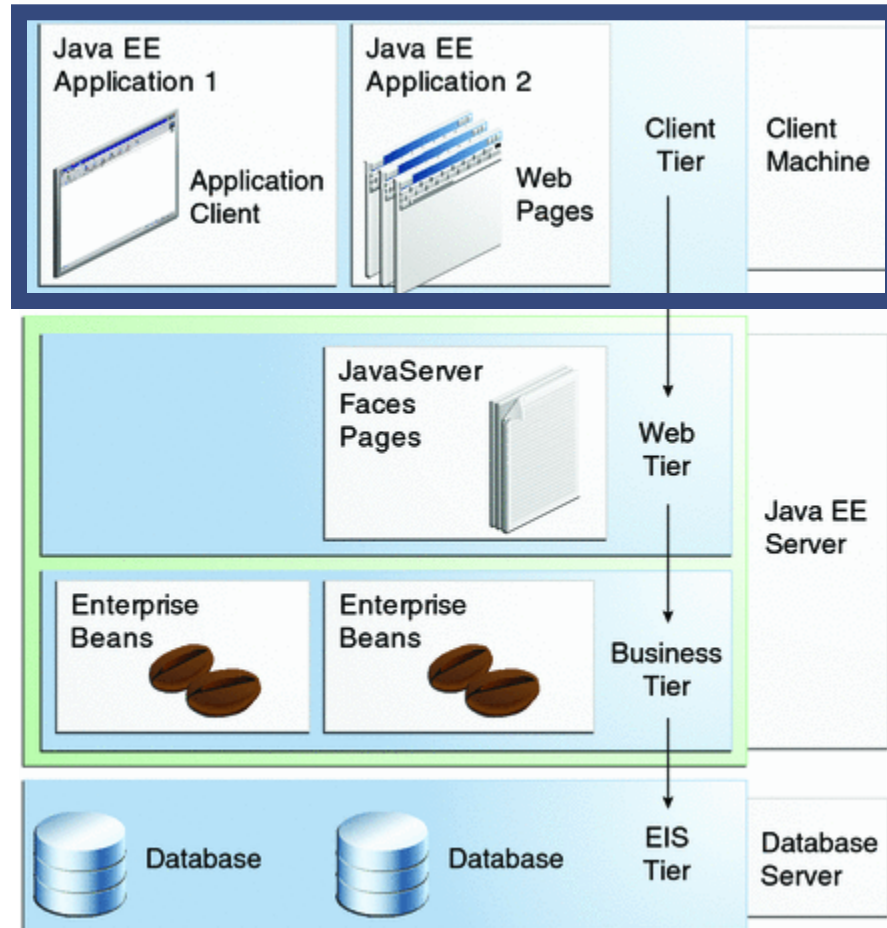 Java EE
Application 1
Application
Client
Java EE
Application 2
Web
Pages
Client
Tier
Client
Machine
JavaServer
Faces
Pages
Web
Tier
Java EE
Server
Enterprise
Beans
Enterprise
Beans
Business
Tier
Database
Database
EIS
Tier
Database
Server